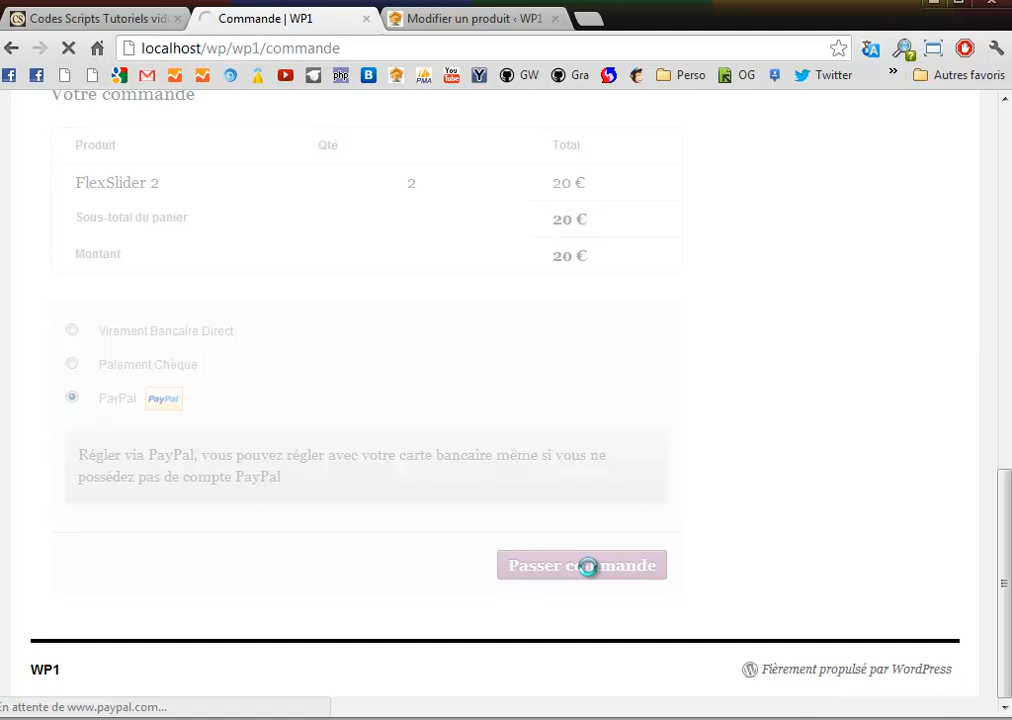 Codes Scripts Tutoriels vid
Commande | WP1
Modifier un produit ‹ WP1
localhost/wp/wp1/commande
php
GW
Gra
Perso
OG
Twitter
»
Autres favoris
Votre commande
Produit Qté Total
FlexSlider 2 2 20 €
Sous-total du panier 20 €
Montant 20 €
Virement Bancaire Direct
Paiement Chèque
PayPal PayPal
Régler via PayPal, vous pouvez régler avec votre carte bancaire même si vous ne
possédez pas de compte PayPal
Passer commande
WP1
Fièrement propulsé par WordPress
En attente de www.paypal.com...